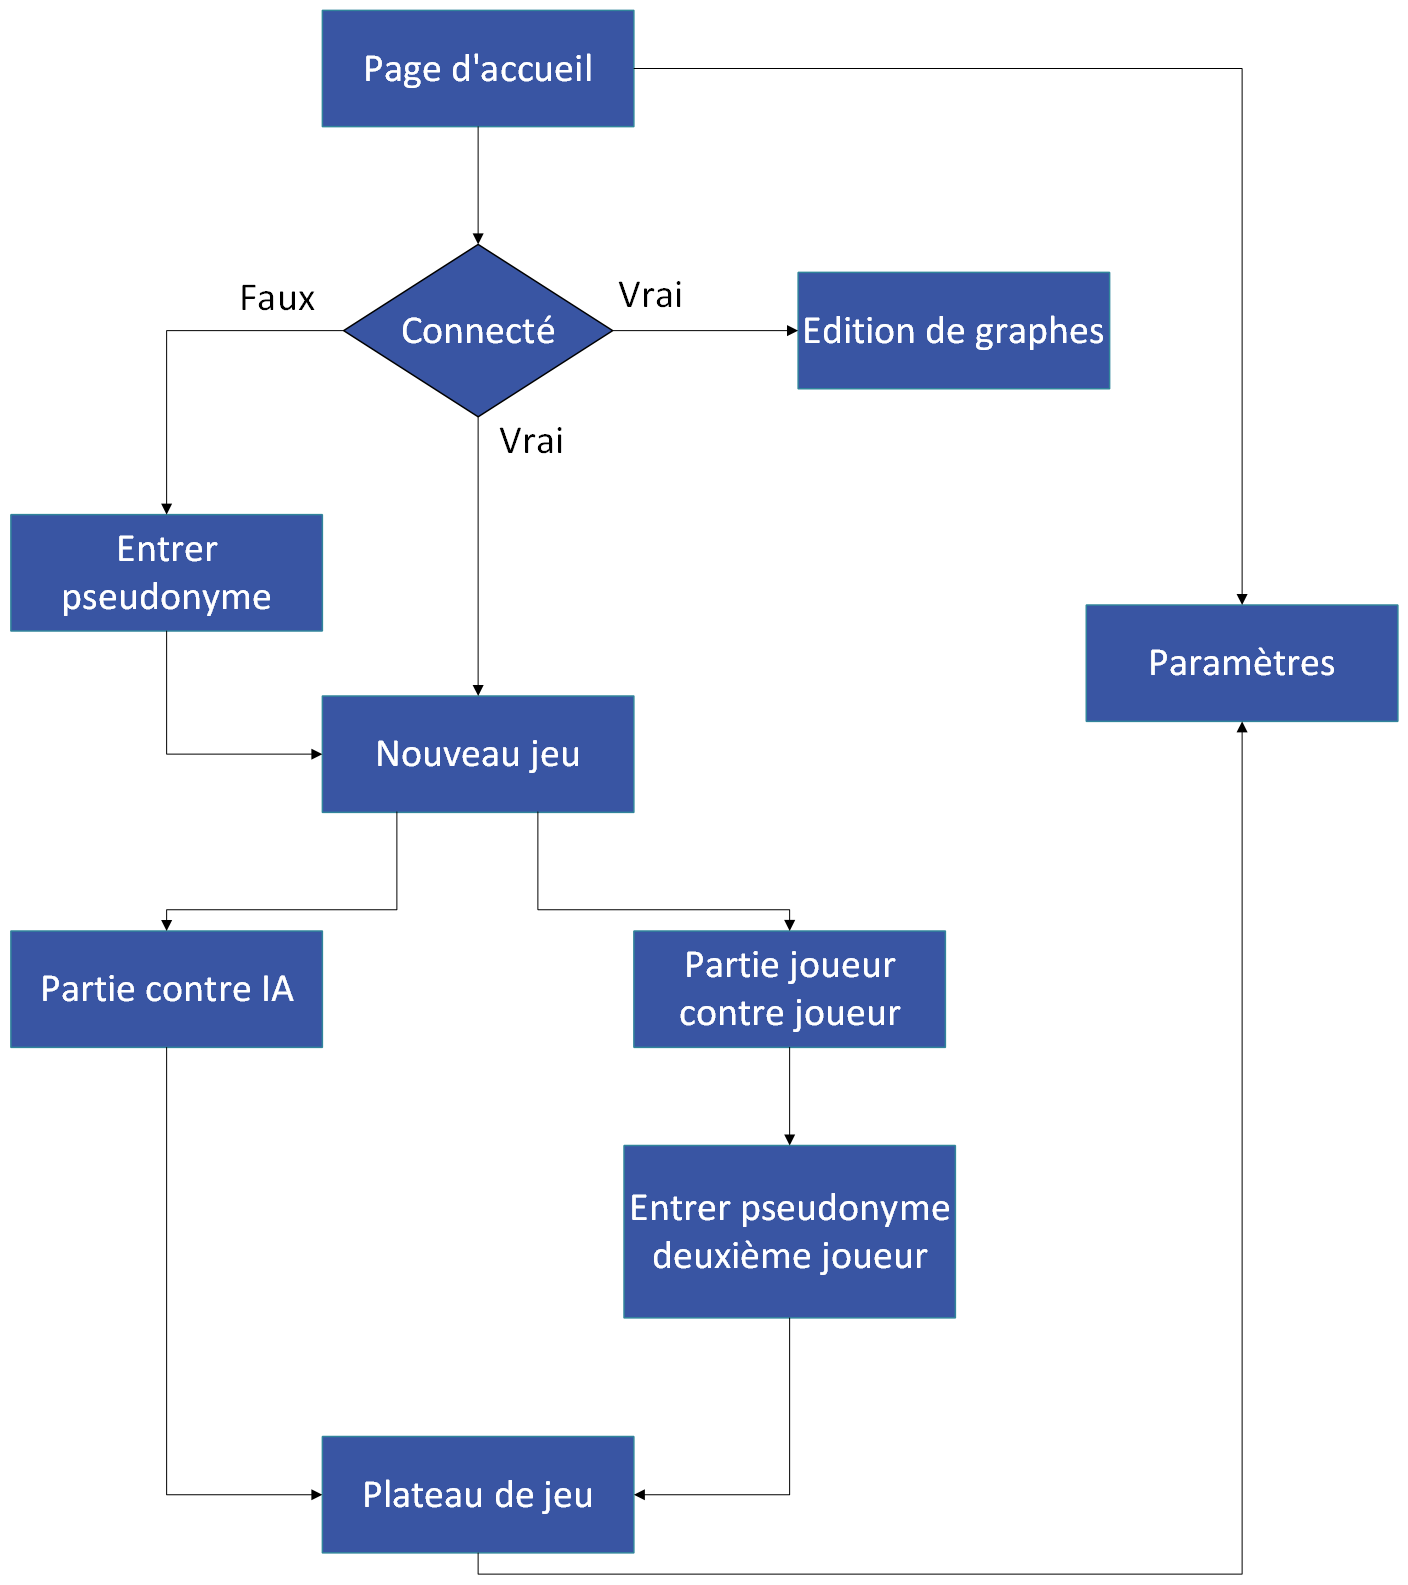 Page d'accueil
Faux
Vrai
Connecté
Edition de graphes
Vrai
Entrer
pseudonyme
Paramètres
Nouveau jeu
Partie contre IA
Partie joueur
contre joueur
Entrer pseudonyme
deuxième joueur
Plateau de jeu